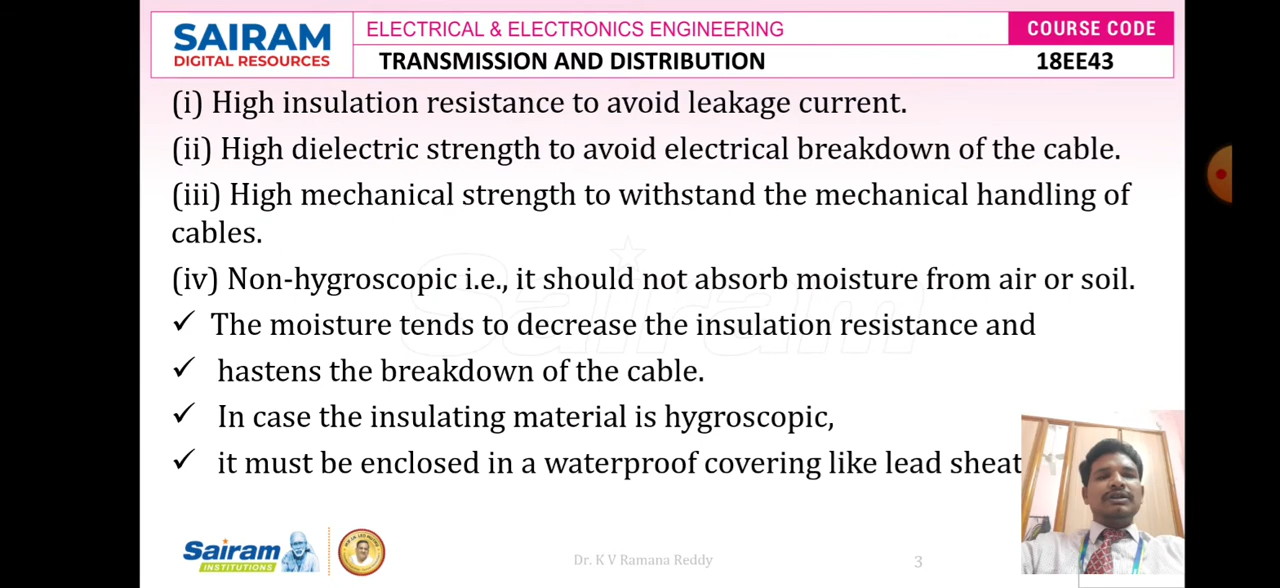 SAIRAM
DIGITAL RESOURCES
ELECTRICAL & ELECTRONICS ENGINEERING
COURSE CODE
TRANSMISSION AND DISTRIBUTION
18EE43
(i) High insulation resistance to avoid leakage current.
(ii) High dielectric strength to avoid electrical breakdown of the cable.
(iii) High mechanical strength to withstand the mechanical handling of
cables.
(iv) Non-hygroscopic i.e., it should not absorb moisture from air or soil.
✓ The moisture tends to decrease the insulation resistance and
✓ hastens the breakdown of the cable.
✓ In case the insulating material is hygroscopic,
✓ it must be enclosed in a waterproof covering like lead sheat
Sairam
Sairam
INSTITUTIONS
Dr. K V Ramana Reddy
3